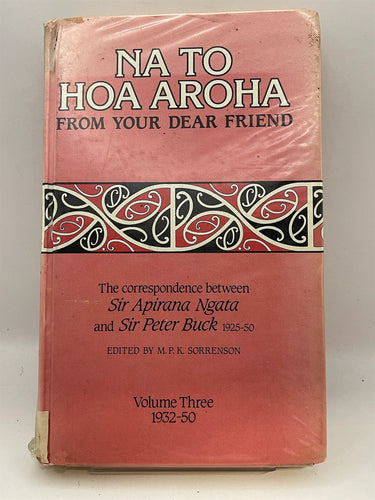 NA TO
HOA AROHA
FROM YOUR DEAR FRIEND
The correspondence between
Sir Apirana Ngata
and Sir Peter Buck 1925-50
EDITED BY M. P. K. SORRENSON
Volume Three
1932-50